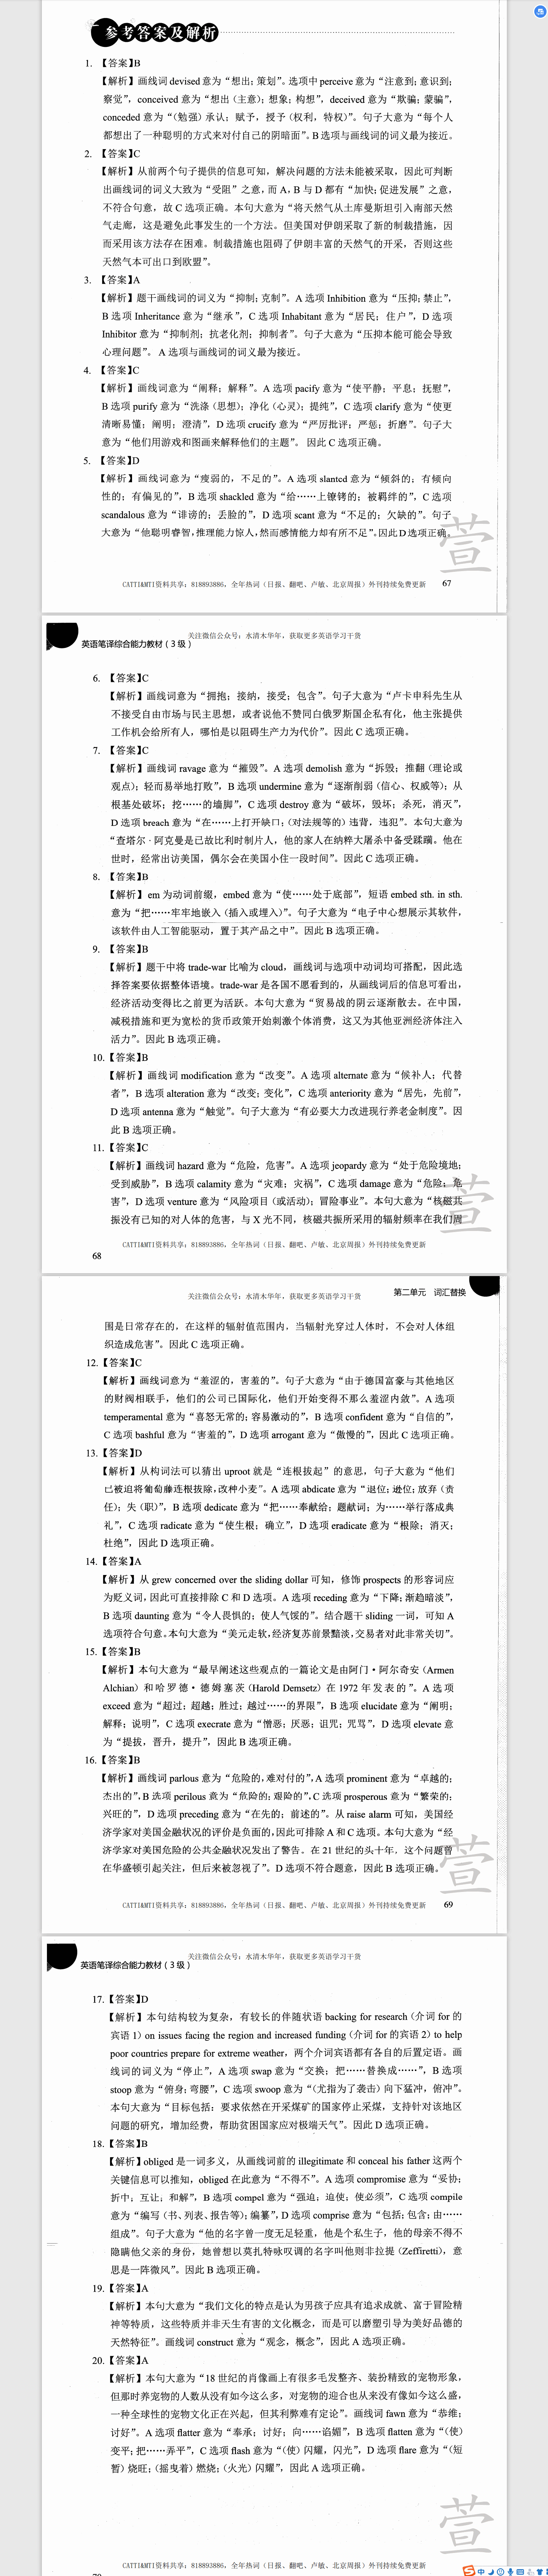 参考答案及解析
1. 【答案】B
【解析】画线词 devised 意为“想出；策划”。选项中 perceive 意为“注意到；意识到；
察觉”，conceived 意为“想出（主意）；想象；构想”，deceived 意为“欺骗；蒙骗”，
conceded 意为“（勉强）承认；赋予，授予（权利，特权）”。句子大意为“每个人
都想出了一种聪明的方式来对付自己的阴暗面”。B 选项与画线词的词义最为接近。
2. 【答案】C
【解析】从前两个句子提供的信息可知，解决问题的方法未能被采取，因此可判断
出画线词的词义大致为“受阻”之意，而 A，B 与 D 都有“加快；促进发展”之意，
不符合句意，故 C 选项正确。本句大意为“将天然气从土库曼斯坦引入南部天然
气走廊，这是避免此事发生的一个方法。但美国对伊朗采取了新的制裁措施，因
而采用该方法存在困难。制裁措施也阻碍了伊朗丰富的天然气的开采，否则这些
天然气本可出口到欧盟”。
3. 【答案】A
【解析】题干画线词的词义为“抑制；克制”。A 选项 Inhibition 意为“压抑；禁止”，
B 选项 Inheritance 意为“继承”，C 选项 Inhabitant 意为“居民；住户”，D 选项
Inhibitor 意为“抑制剂；抗老化剂；抑制者”。句子大意为“压抑本能可能会导致
心理问题”。A 选项与画线词的词义最为接近。
4. 【答案】C
【解析】画线词意为“阐释；解释”。A 选项 pacify 意为“使平静；平息；抚慰”，
B 选项 purify 意为“洗涤（思想）；净化（心灵）；提纯”，C 选项 clarify 意为“使更
清晰易懂；阐明；澄清”，D 选项 crucify 意为“严厉批评；严惩；折磨”。句子大
意为“他们用游戏和图画来解释他们的主题”。因此 C 选项正确。
5. 【答案】D
【解析】画线词意为“瘦弱的，不足的”。A 选项 slanted 意为“倾斜的；有倾向
性的；有偏见的”，B 选项 shackled 意为“给……上镣铐的；被羁绊的”，C 选项
scandalous 意为“诽谤的；丢脸的”，D 选项 scant 意为“不足的；欠缺的”。句子
大意为“他聪明睿智，推理能力惊人，然而感情能力却有所不足”。因此 D 选项正确。
萱
CATTI&MTI资料共享：818893886，全年热词（日报、翻吧、卢敏、北京周报）外刊持续免费更新 67
关注微信公众号：水清木华年，获取更多英语学习干货
英语笔译综合能力教材（3 级）
6. 【答案】C
【解析】画线词意为“拥抱；接纳，接受；包含”。句子大意为“卢卡申科先生从
不接受自由市场与民主思想，或者说他不赞同白俄罗斯国企私有化，他主张提供
工作机会给所有人，哪怕是以阻碍生产力为代价”。因此 C 选项正确。
7. 【答案】C
【解析】画线词 ravage 意为“摧毁”。A 选项 demolish 意为“拆毁；推翻（理论或
观点）；轻而易举地打败”，B 选项 undermine 意为“逐渐削弱（信心、权威等）；从
根基处破坏；挖……的墙脚”，C 选项 destroy 意为“破坏，毁坏；杀死，消灭”，
D 选项 breach 意为“在……上打开缺口；（对法规等的）违背，违犯”。本句大意为
“查塔尔·阿克曼是已故比利时制片人，他的家人在纳粹大屠杀中备受蹂躏。他在
世时，经常出访美国，偶尔会在美国小住一段时间”。因此 C 选项正确。
8. 【答案】B
【解析】em 为动词前缀，embed 意为“使……处于底部”，短语 embed sth. in sth.
意为“把……牢牢地嵌入（插入或埋入）”。句子大意为“电子中心想展示其软件，
该软件由人工智能驱动，置于其产品之中”。因此 B 选项正确。
9. 【答案】B
【解析】题干中将 trade-war 比喻为 cloud，画线词与选项中动词均可搭配，因此选
择答案要依据整体语境。trade-war 是各国不愿看到的，从画线词后的信息可看出，
经济活动变得比之前更为活跃。本句大意为“贸易战的阴云逐渐散去。在中国，
减税措施和更为宽松的货币政策开始刺激个体消费，这又为其他亚洲经济体注入
活力”。因此 B 选项正确。
10. 【答案】B
【解析】画线词 modification 意为“改变”。A 选项 alternate 意为“候补人；代替
者”，B 选项 alteration 意为“改变；变化”，C 选项 anteriority 意为“居先，先前”，
D 选项 antenna 意为“触觉”。句子大意为“有必要大力改进现行养老金制度”。因
此 B 选项正确。
11. 【答案】C
【解析】画线词 hazard 意为“危险，危害”。A 选项 jeopardy 意为“处于危险境地；
受到威胁”，B 选项 calamity 意为“灾难；灾祸”，C 选项 damage 意为“危险；危
害”，D 选项 venture 意为“风险项目（或活动）；冒险事业”。本句大意为“核磁共
振没有已知的对人体的危害，与 X 光不同，核磁共振所采用的辐射频率在我们周
萱
CATTI&MTI资料共享：818893886，全年热词（日报、翻吧、卢敏、北京周报）外刊持续免费更新
68
关注微信公众号：水清木华年，获取更多英语学习干货
第二单元 词汇替换
围是日常存在的，在这样的辐射值范围内，当辐射光穿过人体时，不会对人体组
织造成危害”。因此 C 选项正确。
12. 【答案】C
【解析】画线词意为“羞涩的，害羞的”。句子大意为“由于德国富豪与其他地区
的财阀相联手，他们的公司已国际化，他们开始变得不那么羞涩内敛”。A 选项
temperamental 意为“喜怒无常的；容易激动的”，B 选项 confident 意为“自信的”，
C 选项 bashful 意为“害羞的”，D 选项 arrogant 意为“傲慢的”，因此 C 选项正确。
13. 【答案】D
【解析】从构词法可以猜出 uproot 就是“连根拔起”的意思，句子大意为“他们
已被迫将葡萄藤连根拔除，改种小麦”。A 选项 abdicate 意为“退位；逊位；放弃（责
任）；失（职）”，B 选项 dedicate 意为“把……奉献给；题献词；为……举行落成典
礼”，C 选项 radicate 意为“使生根；确立”，D 选项 eradicate 意为“根除；消灭；
杜绝”，因此 D 选项正确。
14. 【答案】A
【解析】从 grew concerned over the sliding dollar 可知，修饰 prospects 的形容词应
为贬义词，因此可直接排除 C 和 D 选项。A 选项 receding 意为“下降；渐趋暗淡”，
B 选项 daunting 意为“令人畏惧的；使人气馁的”。结合题干 sliding 一词，可知 A
选项符合句意。本句大意为“美元走软，经济复苏前景黯淡，交易者对此非常关切”。
15. 【答案】B
【解析】本句大意为“最早阐述这些观点的一篇论文是由阿门·阿尔奇安（Armen
Alchian）和哈罗德·德姆塞茨（Harold Demsetz）在 1972 年发表的”。A 选项
exceed 意为“超过；超越；胜过；越过……的界限”，B 选项 elucidate 意为“阐明；
解释；说明”，C 选项 execrate 意为“憎恶；厌恶；诅咒；咒骂”，D 选项 elevate 意
为“提拔，晋升，提升”，因此 B 选项正确。
16. 【答案】B
【解析】画线词 parlous 意为“危险的，难对付的”，A 选项 prominent 意为“卓越的；
杰出的”，B 选项 perilous 意为“危险的；艰险的”，C 选项 prosperous 意为“繁荣的；
兴旺的”，D 选项 preceding 意为“在先的；前述的”。从 raise alarm 可知，美国经
济学家对美国金融状况的评价是负面的，因此可排除 A 和 C 选项。本句大意为“经
济学家对美国危险的公共金融状况发出了警告。在 21 世纪的头十年，这个问题曾
在华盛顿引起关注，但后来被忽视了”。D 选项不符合题意，因此 B 选项正确。
萱
CATTI&MTI资料共享：818893886，全年热词（日报、翻吧、卢敏、北京周报）外刊持续免费更新 69
关注微信公众号：水清木华年，获取更多英语学习干货
英语笔译综合能力教材（3 级）
17. 【答案】D
【解析】本句结构较为复杂，有较长的伴随状语 backing for research（介词 for 的
宾语 1）on issues facing the region and increased funding（介词 for 的宾语 2）to help
poor countries prepare for extreme weather，两个介词宾语都有各自的后置定语。画
线词的词义为“停止”，A 选项 swap 意为“交换；把……替换成……”，B 选项
stoop 意为“俯身；弯腰”，C 选项 swoop 意为“（尤指为了袭击）向下猛冲，俯冲”。
本句大意为“目标包括：要求依然在开采煤矿的国家停止采煤，支持针对该地区
问题的研究，增加经费，帮助贫困国家应对极端天气”。因此 D 选项正确。
18. 【答案】B
【解析】obliged 是一词多义，从画线词前的 illegitimate 和 conceal his father 这两个
关键信息可以推知，obliged 在此意为“不得不”。A 选项 compromise 意为“妥协；
折中；互让；和解”，B 选项 compel 意为“强迫；迫使；使必须”，C 选项 compile
意为“编写（书、列表、报告等）；编纂”，D 选项 comprise 意为“包括；包含；由……
组成”。句子大意为“他的名字曾一度无足轻重，他是个私生子，他的母亲不得不
隐瞒他父亲的身份，她曾想以莫扎特咏叹调的名字叫他则非拉提（Zeffiretti），意
思是一阵微风”。因此 B 选项正确。
19. 【答案】A
【解析】本句大意为“我们文化的特点是认为男孩子应具有追求成就、富于冒险精
神等特质，这些特质并非天生有害的文化概念，而是可以磨塑引导为美好品德的
天然特征”。画线词 construct 意为“观念，概念”，因此 A 选项正确。
20. 【答案】A
【解析】本句大意为“18 世纪的肖像画上有很多毛发整齐、装扮精致的宠物形象，
但那时养宠物的人数从没有如今这么多，对宠物的迎合也从来没有像如今这么盛，
一种全球性的宠物文化正在兴起，但其利弊难有定论”。画线词 fawn 意为“恭维；
讨好”。A 选项 flatter 意为“奉承；讨好；向……谄媚”，B 选项 flatten 意为“（使）
变平；把……弄平”，C 选项 flash 意为“（使）闪耀，闪光”，D 选项 flare 意为“（短
暂）烧旺；（摇曳着）燃烧；（火光）闪耀”，因此 A 选项正确。
萱
CATTI&MTI资料共享：818893886，全年热词（日报、翻吧、卢敏、北京周报）外刊持续免费更新
70
中